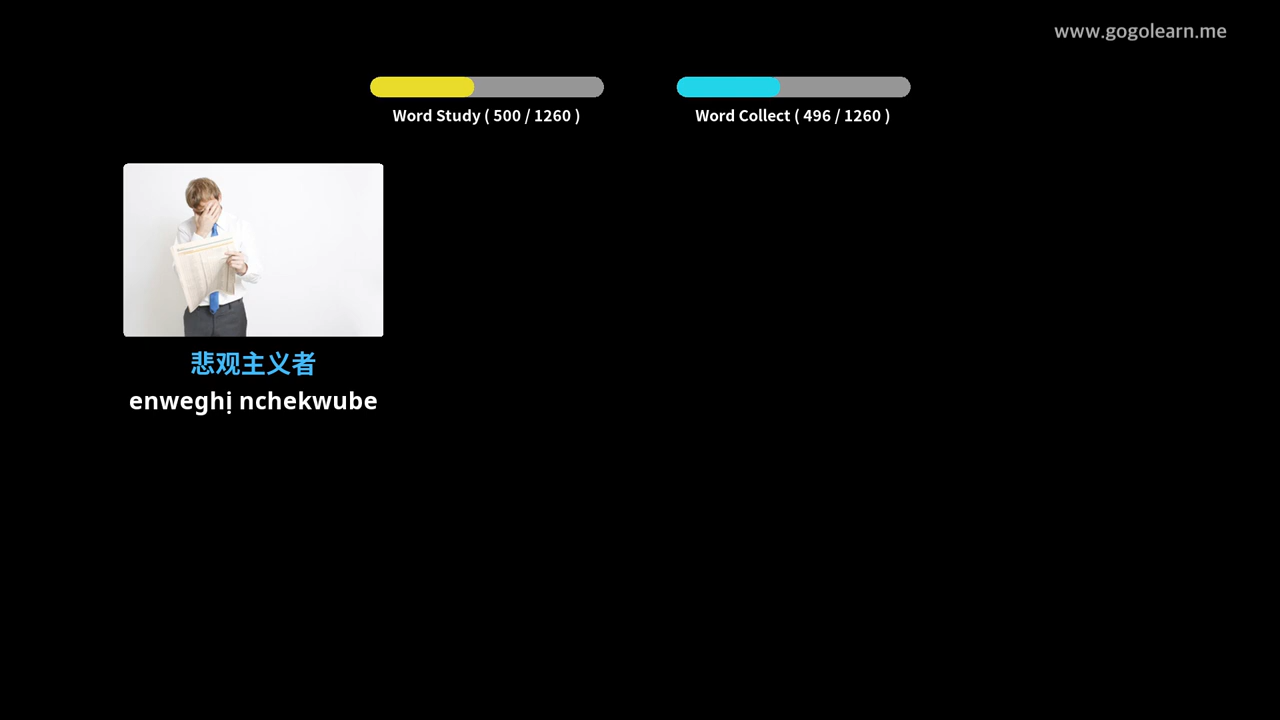 www.gogolearn.me
Word Study ( 500 / 1260 )
Word Collect ( 496 / 1260 )
悲观主义者
enweghị nchekwube